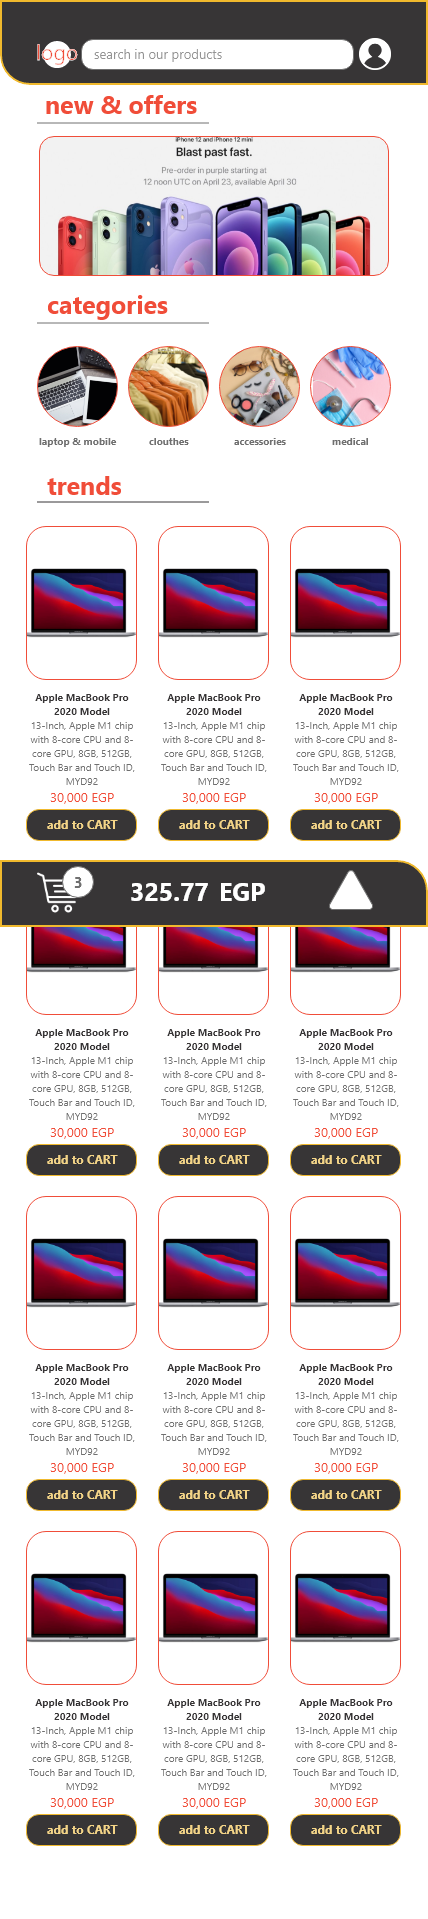 logo
search in our products
new & offers
iPhone 12 and iPhone 12 mini
Blast past fast.
Pre-order in purple starting at
12 noon UTC on April 23, available April 30
categories
laptop & mobile
clouthes
accessories
medical
trends
Apple MacBook Pro 2020 Model
13-Inch, Apple M1 chip with 8-core CPU and 8-core GPU, 8GB, 512GB, Touch Bar and Touch ID, MYD92
30,000 EGP
add to CART
Apple MacBook Pro 2020 Model
13-Inch, Apple M1 chip with 8-core CPU and 8-core GPU, 8GB, 512GB, Touch Bar and Touch ID, MYD92
30,000 EGP
add to CART
Apple MacBook Pro 2020 Model
13-Inch, Apple M1 chip with 8-core CPU and 8-core GPU, 8GB, 512GB, Touch Bar and Touch ID, MYD92
30,000 EGP
add to CART
3
325.77 EGP
Apple MacBook Pro 2020 Model
13-Inch, Apple M1 chip with 8-core CPU and 8-core GPU, 8GB, 512GB, Touch Bar and Touch ID, MYD92
30,000 EGP
add to CART
Apple MacBook Pro 2020 Model
13-Inch, Apple M1 chip with 8-core CPU and 8-core GPU, 8GB, 512GB, Touch Bar and Touch ID, MYD92
30,000 EGP
add to CART
Apple MacBook Pro 2020 Model
13-Inch, Apple M1 chip with 8-core CPU and 8-core GPU, 8GB, 512GB, Touch Bar and Touch ID, MYD92
30,000 EGP
add to CART
Apple MacBook Pro 2020 Model
13-Inch, Apple M1 chip with 8-core CPU and 8-core GPU, 8GB, 512GB, Touch Bar and Touch ID, MYD92
30,000 EGP
add to CART
Apple MacBook Pro 2020 Model
13-Inch, Apple M1 chip with 8-core CPU and 8-core GPU, 8GB, 512GB, Touch Bar and Touch ID, MYD92
30,000 EGP
add to CART
Apple MacBook Pro 2020 Model
13-Inch, Apple M1 chip with 8-core CPU and 8-core GPU, 8GB, 512GB, Touch Bar and Touch ID, MYD92
30,000 EGP
add to CART
Apple MacBook Pro 2020 Model
13-Inch, Apple M1 chip with 8-core CPU and 8-core GPU, 8GB, 512GB, Touch Bar and Touch ID, MYD92
30,000 EGP
add to CART
Apple MacBook Pro 2020 Model
13-Inch, Apple M1 chip with 8-core CPU and 8-core GPU, 8GB, 512GB, Touch Bar and Touch ID, MYD92
30,000 EGP
add to CART
Apple MacBook Pro 2020 Model
13-Inch, Apple M1 chip with 8-core CPU and 8-core GPU, 8GB, 512GB, Touch Bar and Touch ID, MYD92
30,000 EGP
add to CART